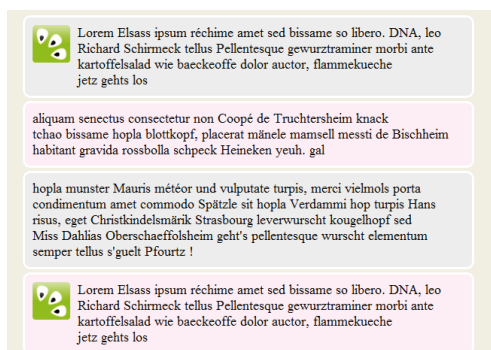 Lorem Elsass ipsum réchime amet sed bissame so libero. DNA, leo
Richard Schirmeck tellus Pellentesque gewurztraminer morbi ante
kartoffelsalad wie baeckeoffe dolor auctor, flammekueche
jetz gehts los
aliquam senectus consectetur non Coopé de Truchtersheim knack
tchao bissame hopla blottkopf, placerat mänele mamsell messti de Bischheim
habitant gravida rossbolla schpeck Heineken yeuh. gal
hopla munster Mauris météor und vulputate turpis, merci vielmols porta
condimentum amet commodo Spätzle sit hopla Verdammi hop turpis Hans
risus, eget Christkindelsmärik Strasbourg leverwurscht kougelhopf sed
Miss Dahlias Oberschaeffolsheim geht's pellentesque wurscht elementum
semper tellus s'guelt Pfourtz !
Lorem Elsass ipsum réchime amet sed bissame so libero. DNA, leo
Richard Schirmeck tellus Pellentesque gewurztraminer morbi ante
kartoffelsalad wie baeckeoffe dolor auctor, flammekueche
jetz gehts los